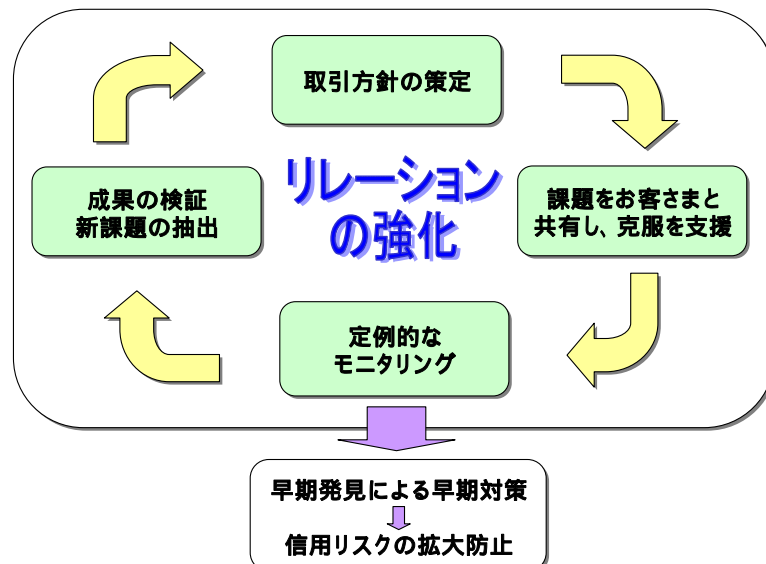 取引方針の策定
成果の検証
新課題の抽出
リレーション
の強化
課題をお客さまと
共有し、克服を支援
定例的な
モニタリング
早期発見による早期対策
信用リスクの拡大防止